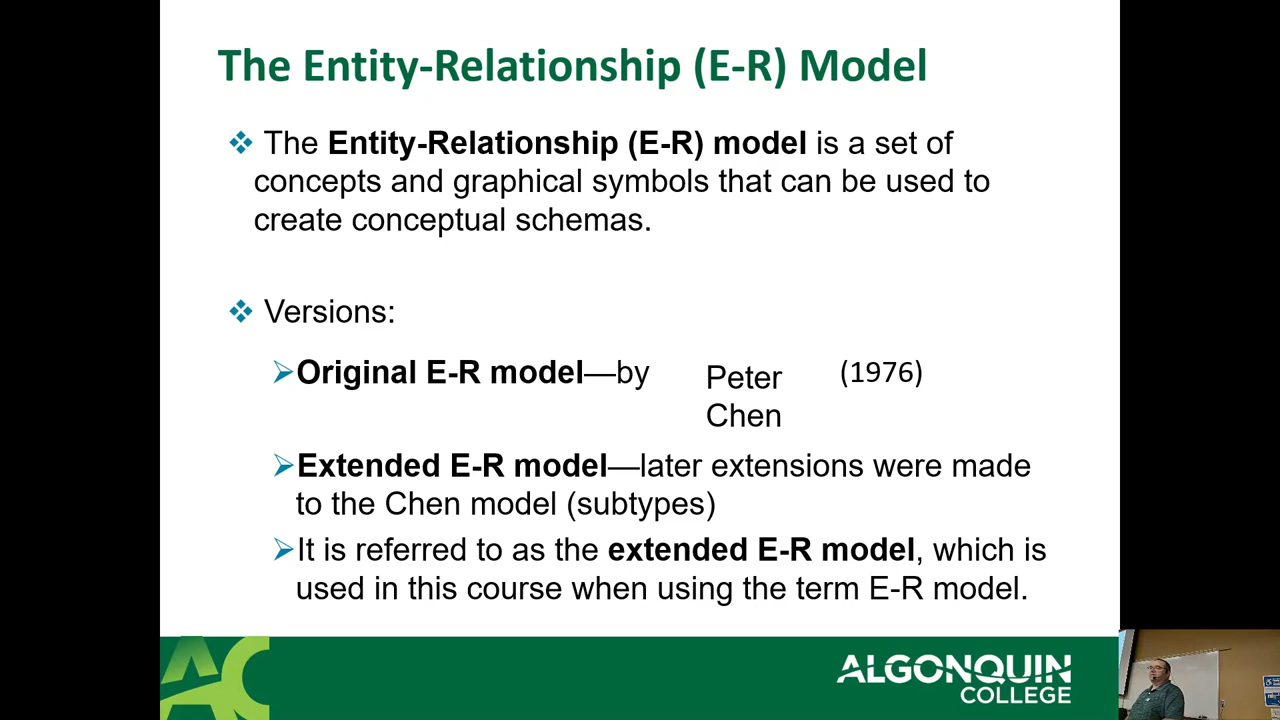 The Entity-Relationship (E-R) Model
❖ The Entity-Relationship (E-R) model is a set of
concepts and graphical symbols that can be used to
create conceptual schemas.
❖ Versions:
➢Original E-R model—by Peter (1976)
Chen
➢Extended E-R model—later extensions were made
to the Chen model (subtypes)
➢It is referred to as the extended E-R model, which is
used in this course when using the term E-R model.
AC
ALGONQUIN
COLLEGE